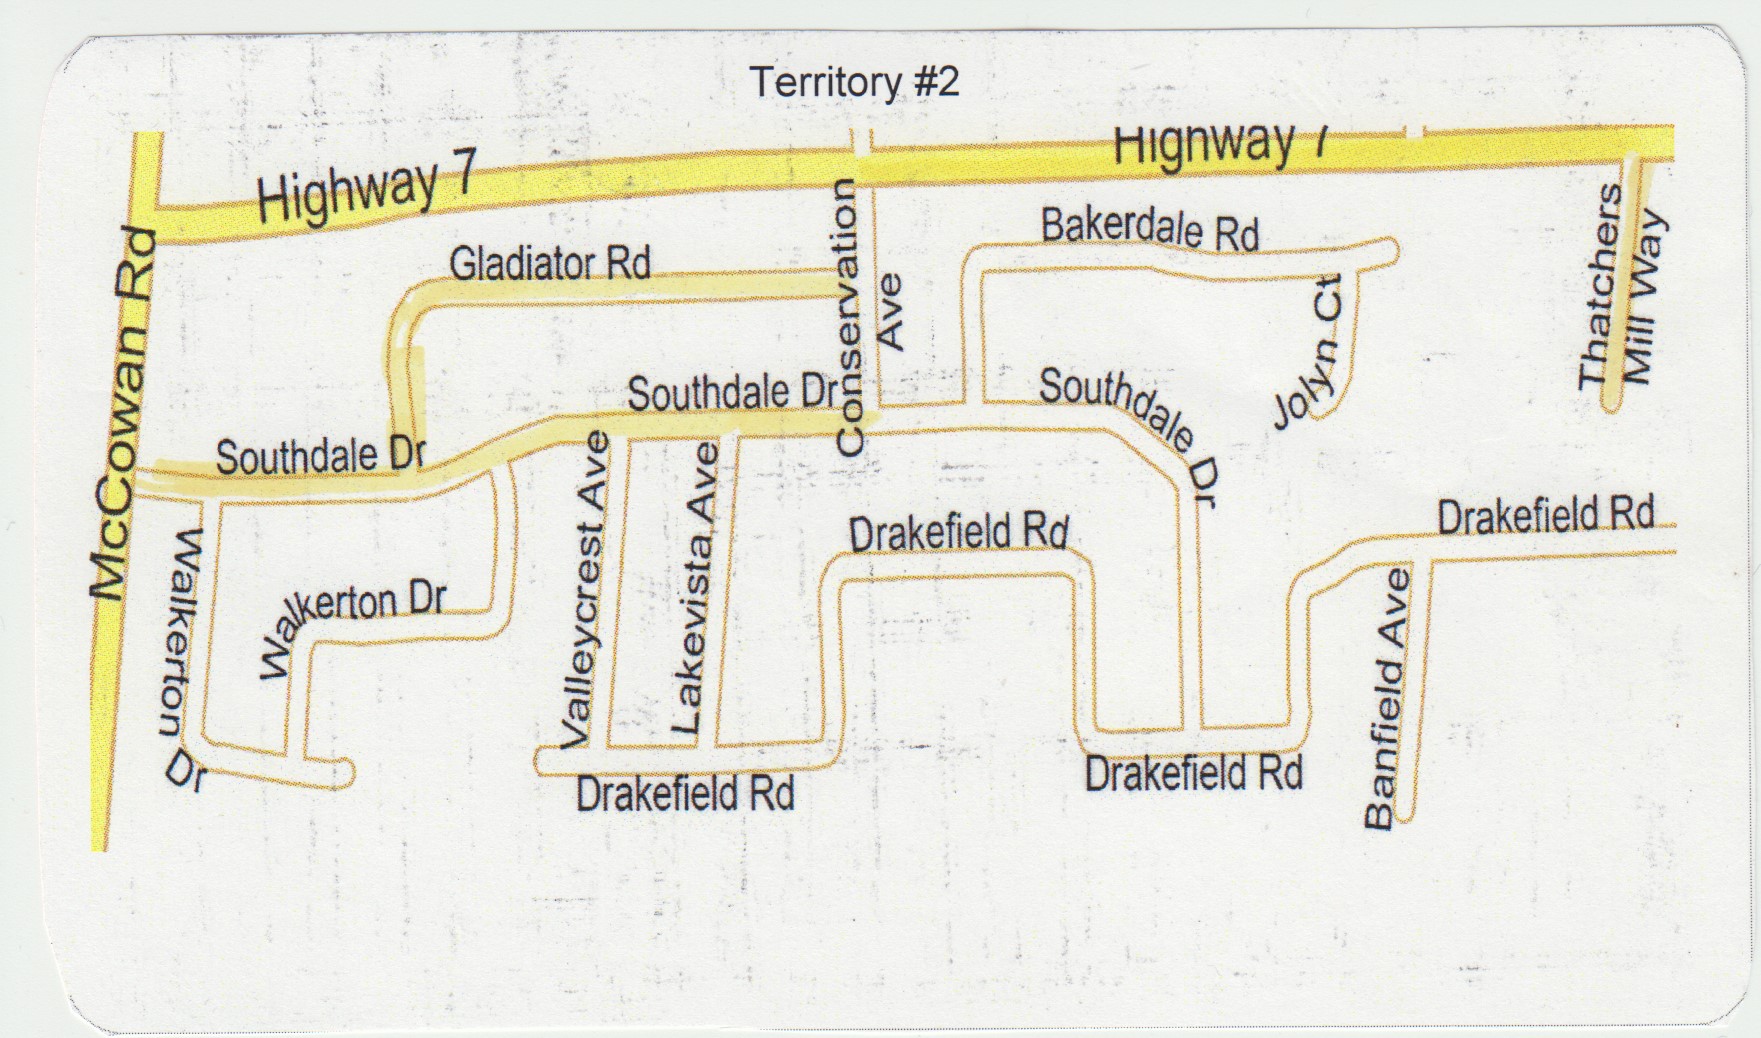 Territory #2
Highway 7
Highway 7
McCowan Rd
Gladiator Rd
Conservation
Ave
Bakerdale Rd
Jolyn Ct
Thatchers
Mill Way
Southdale Dr
Southdale Dr
Southdale Dr
Walkerton Dr
Walkerton Dr
Valleycrest Ave
Lakevista Ave
Drakefield Rd
Drakefield Rd
Drakefield Rd
Drakefield Rd
Banfield Ave